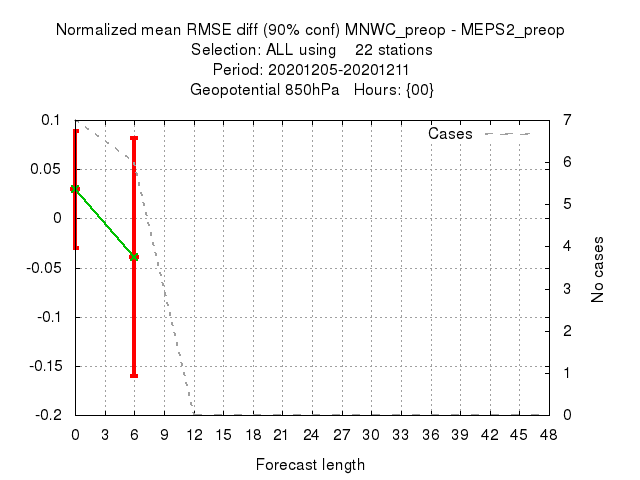 Normalized mean RMSE diff (90% conf) MNWC_preop - MEPS2_preop
Selection: ALL using 22 stations
Period: 20201205-20201211
Geopotential 850hPa Hours: {00}
Cases
0.1
0.05
0
-0.05
-0.1
-0.15
-0.2
7
6
5
4
3
2
1
0
No cases
0 3 6 9 12 15 18 21 24 27 30 33 36 39 42 45 48
Forecast length